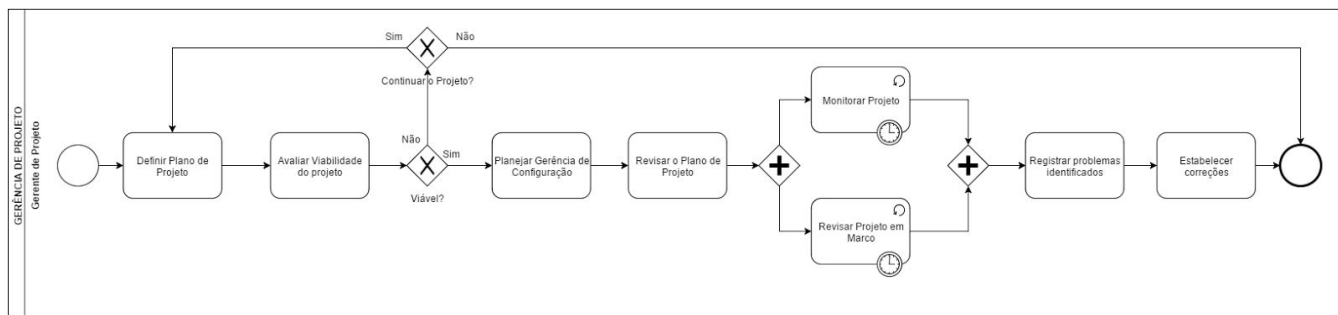 GERÊNCIA DE PROJETO
Gerente de Projeto
Sim
Não
Continuar o Projeto?
Definir Plano de
Projeto
Avaliar Viabilidade
do projeto
Não
Sim
Viável?
Planejar Gerência de
Configuração
Revisar o Plano de
Projeto
Monitorar Projeto
Revisar Projeto em
Marco
Registrar problemas
identificados
Estabelecer
correções